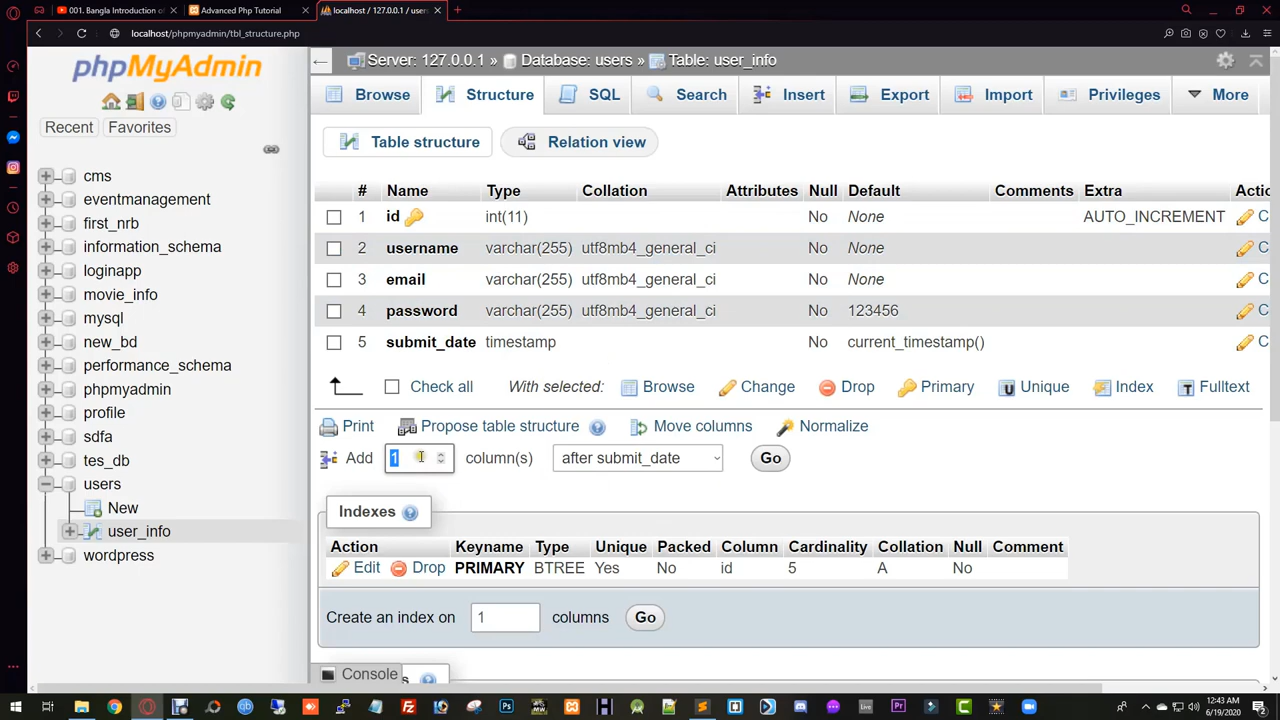 001. Bangla Introduction of
Advanced Php Tutorial
localhost / 127.0.0.1 / users
localhost/phpmyadmin/tbl_structure.php
phpMyAdmin
Recent
Favorites
cms
eventmanagement
first_nrb
information_schema
loginapp
movie_info
mysql
new_bd
performance_schema
phpmyadmin
profile
sdfa
tes_db
users
New
user_info
wordpress
Server: 127.0.0.1 » Database: users » Table: user_info
Browse Structure SQL Search Insert Export Import Privileges More
Table structure Relation view
# Name Type Collation Attributes Null Default Comments Extra Actio
1 id int(11) No None AUTO_INCREMENT C
2 username varchar(255) utf8mb4_general_ci No None C
3 email varchar(255) utf8mb4_general_ci No None C
4 password varchar(255) utf8mb4_general_ci No 123456 C
5 submit_date timestamp No current_timestamp() C
Check all With selected: Browse Change Drop Primary Unique Index Fulltext
Print Propose table structure Move columns Normalize
Add 1 column(s) after submit_date Go
Indexes
Action Keyname Type Unique Packed Column Cardinality Collation Null Comment
Edit Drop PRIMARY BTREE Yes No id 5 A No
Create an index on 1 columns Go
Console s
12:43 AM
6/19/2020